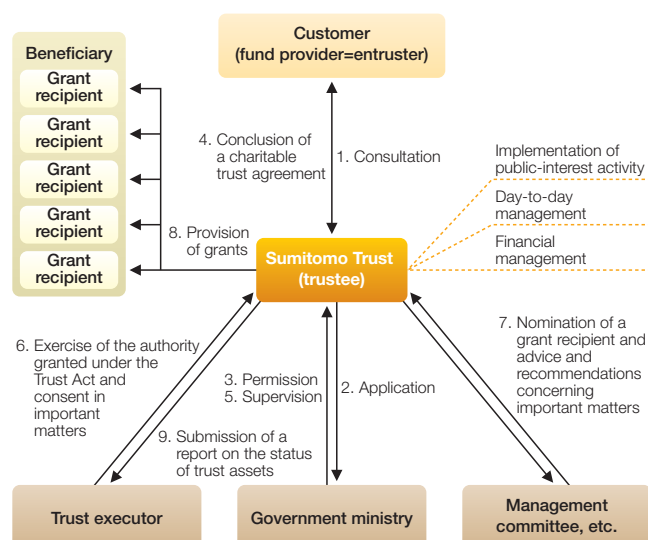 Customer
(fund provider=entruster)
Beneficiary
Grant
recipient
Grant
recipient
Grant
recipient
Grant
recipient
Grant
recipient
4. Conclusion of
a charitable
trust agreement
1. Consultation
Implementation of
public-interest activity
Day-to-day
management
Financial
management
8. Provision
of grants
Sumitomo Trust
(trustee)
6. Exercise of the authority
granted under the
Trust Act and
consent in
important
matters
3. Permission
5. Supervision
2. Application
7. Nomination of a
grant recipient and
advice and
recommendations
concerning
important matters
9. Submission of a
report on the status
of trust assets
Trust executor
Government ministry
Management
committee, etc.